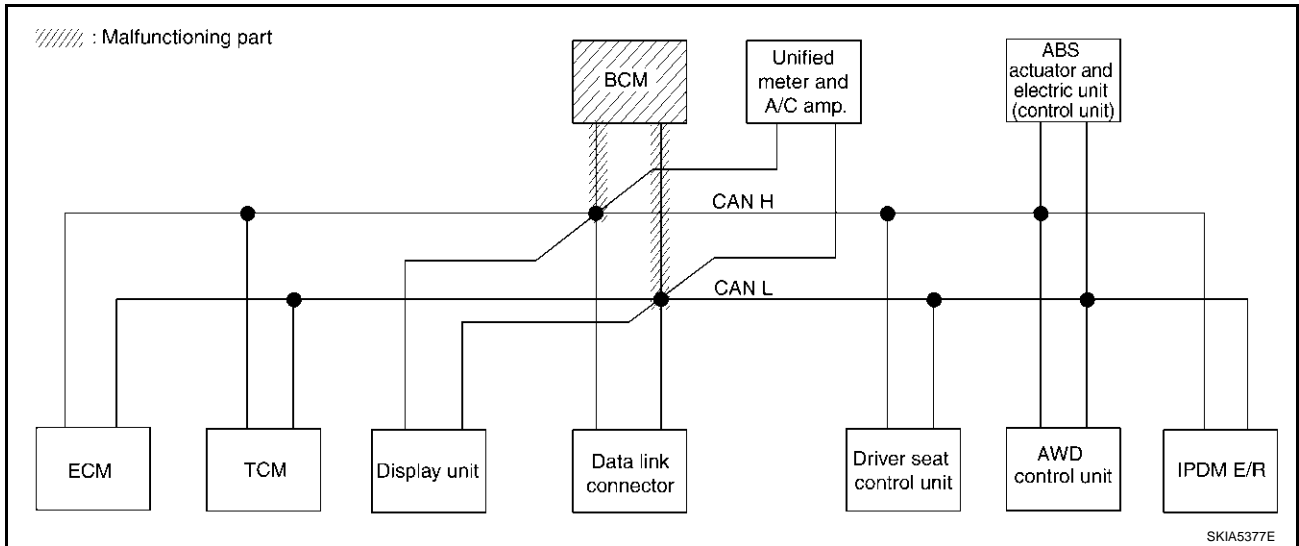 : Malfunctioning part
BCM
Unified
meter and
A/C amp.
ABS
actuator and
electric unit
(control unit)
CAN H
CAN L
ECM
TCM
Display unit
Data link
connector
Driver seat
control unit
AWD
control unit
IPDM E/R
SKIA5377E